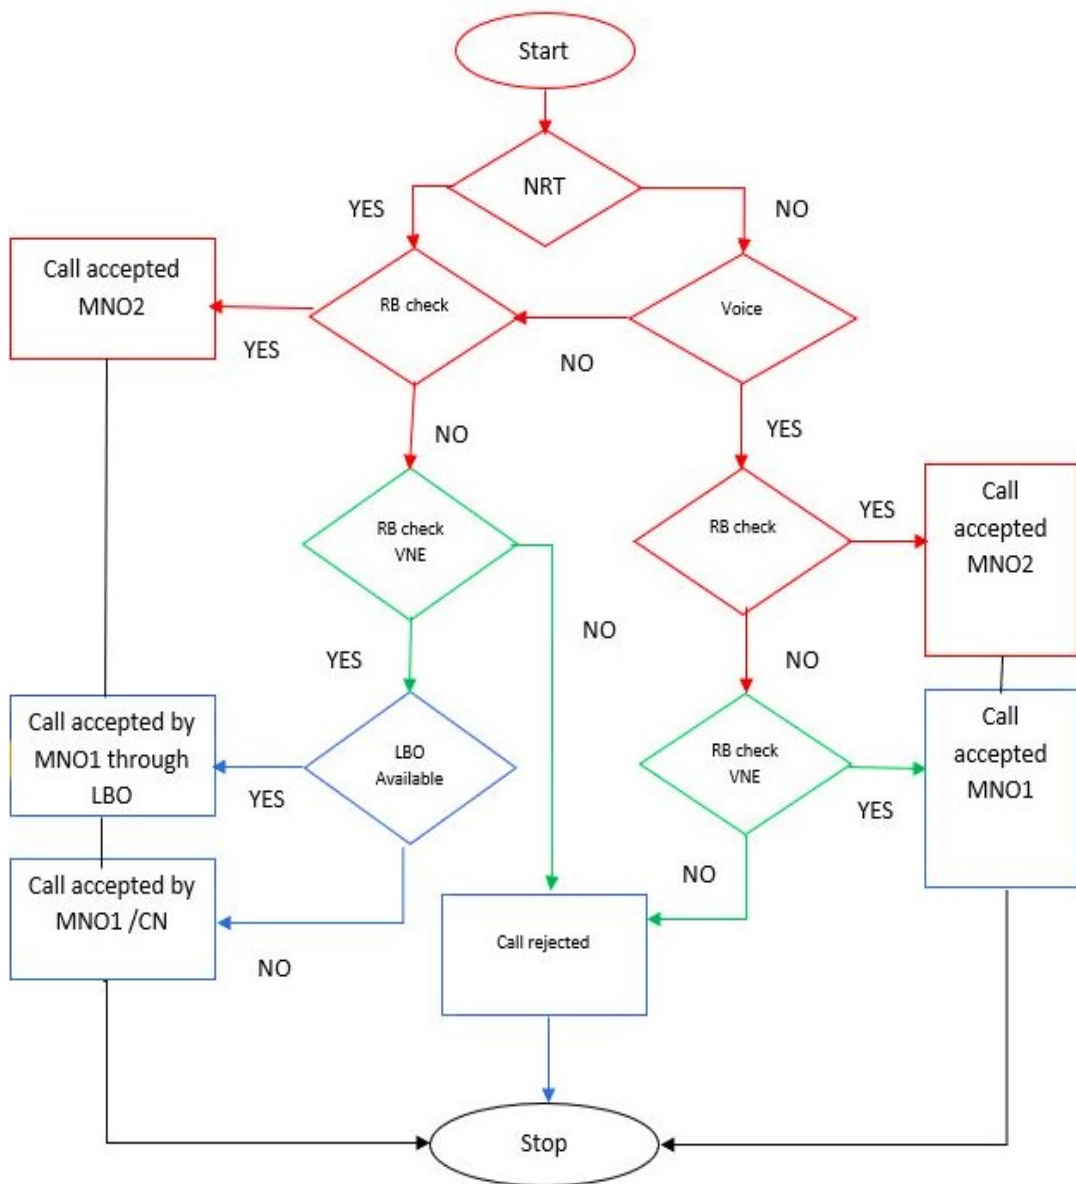 Start
NRT
YES
NO
Call accepted
MNO2
RB check
Voice
YES
NO
NO
YES
RB check
VNE
RB check
YES
Call
accepted
MNO2
NO
YES
NO
Call accepted by
MNO1 through
LBO
LBO
Available
RB check
VNE
Call
accepted
MNO1
YES
YES
NO
Call accepted by
MNO1 /CN
NO
Call rejected
Stop